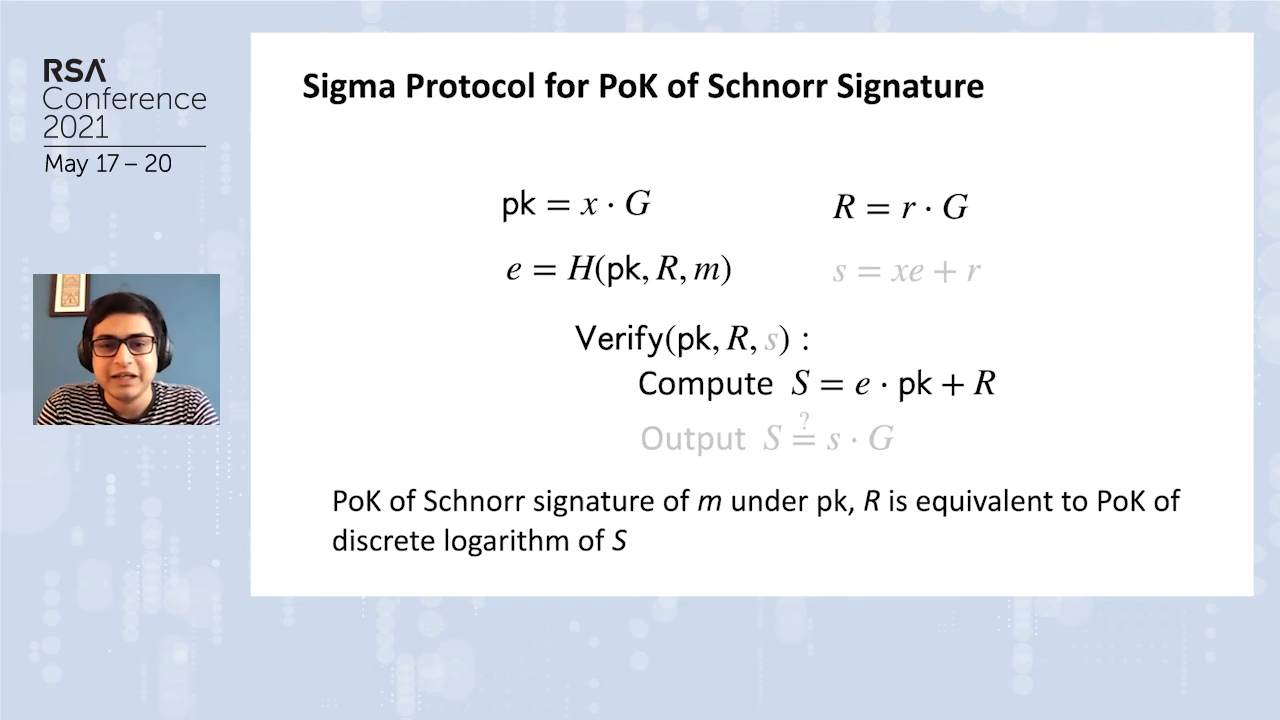 RSA
Conference
2021
May 17 – 20
Sigma Protocol for PoK of Schnorr Signature
pk = x · G
R = r · G
e = H(pk, R, m)
s = xe + r
Verify(pk, R, s) :
Compute S = e · pk + R
Output S ≟ s · G
PoK of Schnorr signature of m under pk, R is equivalent to PoK of
discrete logarithm of S